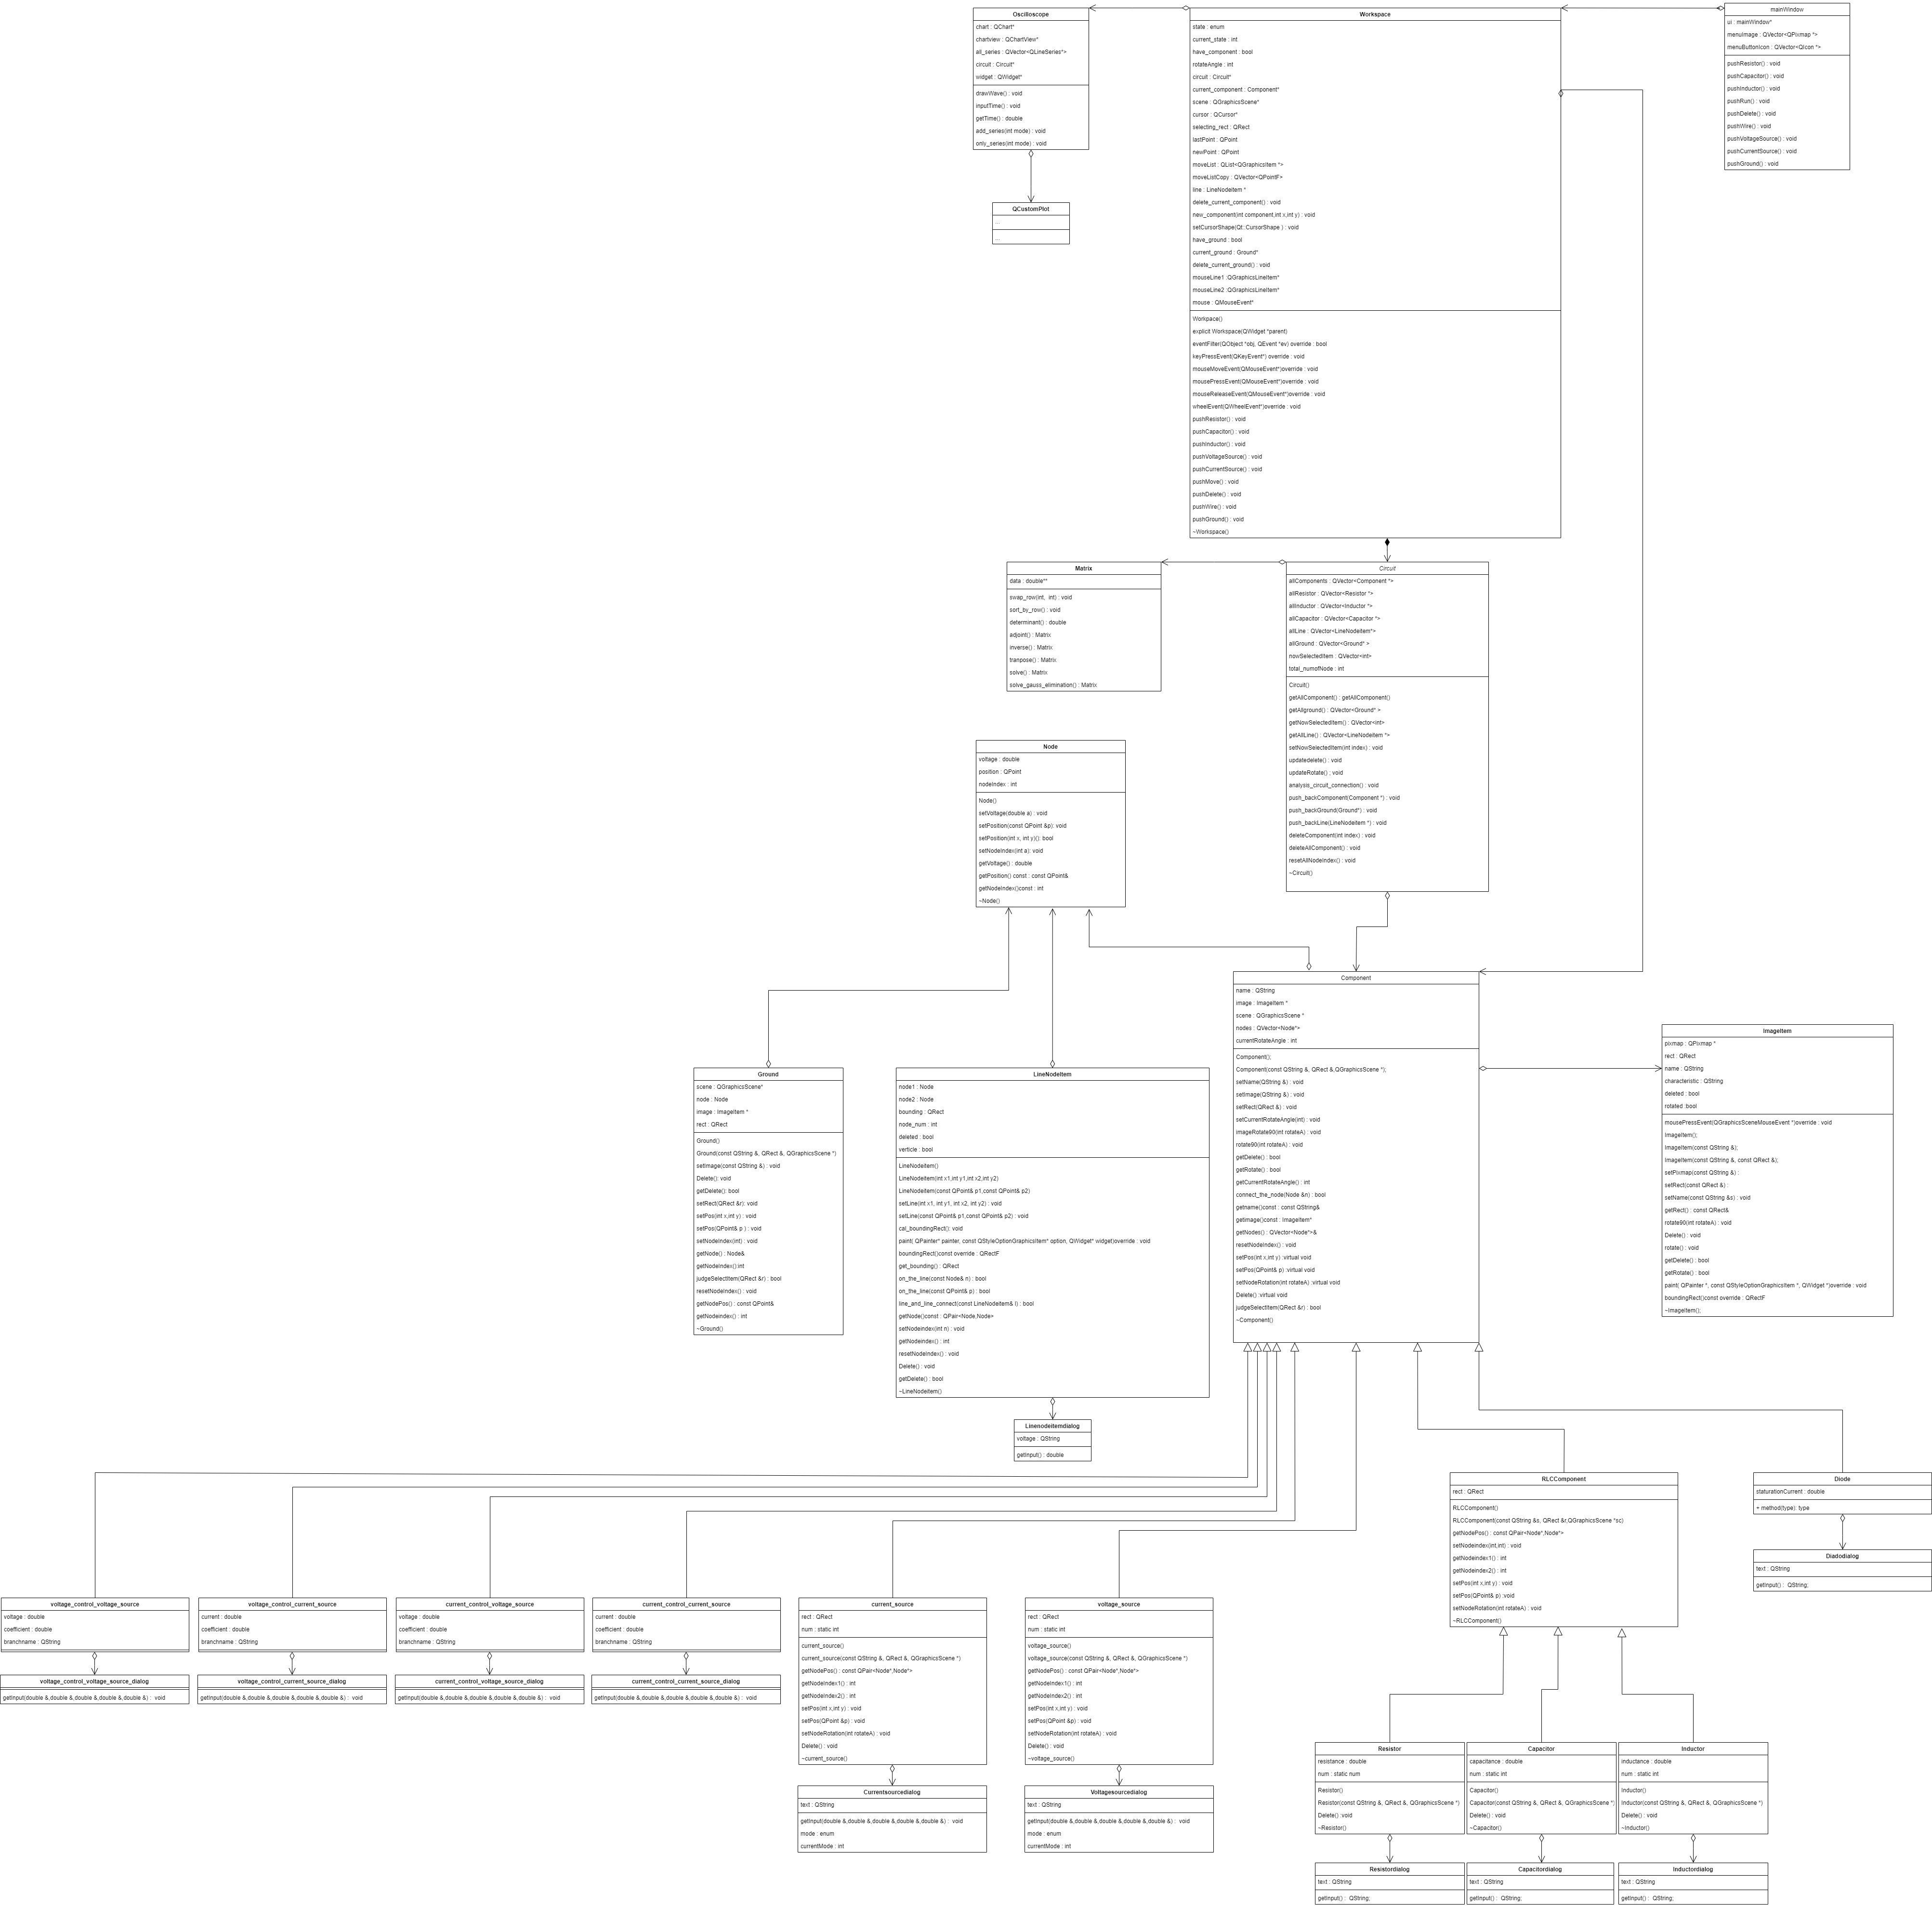 Oscilloscope
chart : QChart*
chartview : QChartView*
all_series : QVector<QLineSeries*>
circuit : Circuit*
widget : QWidget*
drawWave() : void
inputTime() : void
getTime() : double
add_series(int mode) : void
only_series(int mode) : void
QCustomPlot
...
...
Workspace
state : enum
current_state : int
have_component : bool
rotateAngle : int
circuit : Circuit*
current_component : Component*
scene : QGraphicsScene*
cursor : QCursor*
selecting_rect : QRect
lastPoint : QPoint
newPoint : QPoint
moveList : QList<QGraphicsItem *>
moveListCopy : QVector<QPointF>
line : LineNodeItem *
delete_current_component() : void
new_component(int component,int x,int y) : void
setCursorShape(Qt::CursorShape ) : void
have_ground : bool
current_ground : Ground*
delete_current_ground() : void
mouseLine1 :QGraphicsLineItem*
mouseLine2 :QGraphicsLineItem*
mouse : QMouseEvent*
Workpace()
explicit Workspace(QWidget *parent)
eventFilter(QObject *obj, QEvent *ev) override : bool
keyPressEvent(QKeyEvent*) override : void
mouseMoveEvent(QMouseEvent*)override : void
mousePressEvent(QMouseEvent*)override : void
mouseReleaseEvent(QMouseEvent*)override : void
wheelEvent(QWheelEvent*)override : void
pushResistor() : void
pushCapacitor() : void
pushInductor() : void
pushVoltageSource() : void
pushCurrentSource() : void
pushMove() : void
pushDelete() : void
pushWire() : void
pushGround() : void
~Workspace()
mainWindow
ui : mainWindow*
menuImage : QVector<QPixmap *>
menuButtonIcon : QVector<QIcon *>
pushResistor() : void
pushCapacitor() : void
pushInductor() : void
pushRun() : void
pushDelete() : void
pushWire() : void
pushVoltageSource() : void
pushCurrentSource() : void
pushGround() : void
Matrix
data : double**
swap_row(int,  int) : void
sort_by_row() : void
determinant() : double
adjoint() : Matrix
inverse() : Matrix
tranpose() : Matrix
solve() : Matrix
solve_gauss_elimination() : Matrix
Circuit
allComponents : QVector<Component *>
allResistor : QVector<Resistor *>
allInductor : QVector<Inductor *>
allCapacitor : QVector<Capacitor *>
allLine : QVector<LineNodeitem*>
allGround : QVector<Ground* >
nowSelectedItem : QVector<int>
total_numofNode : int
Circuit()
getAllComponent() : getAllComponent()
getAllground() : QVector<Ground* >
getNowSelectedItem() : QVector<int>
getAllLine() : QVector<LineNodeitem *>
setNowSelectedItem(int index) : void
updatedelete() : void
updateRotate() ; void
analysis_circuit_connection() : void
push_backComponent(Component *) : void
push_backGround(Ground*) : void
push_backLine(LineNodeItem *) : void
deleteComponent(int index) : void
deleteAllComponent() : void
resetAllNodeIndex() : void
~Circuit()
Node
voltage : double
position : QPoint
nodeIndex : int
Node()
setVoltage(double a) : void
setPosition(const QPoint &p): void
setPosition(int x, int y)(): bool
setNodeIndex(int a): void
getVoltage() : double
getPosition() const : const QPoint&
getNodeIndex()const : int
~Node()
Component
name : QString
image : ImageItem *
scene : QGraphicsScene *
nodes : QVector<Node*>
currentRotateAngle : int
Component();
Component(const QString &, QRect &,QGraphicsScene *);
setName(QString &) : void
setImage(QString &) : void
setRect(QRect &) : void
setCurrentRotateAngle(int) : void
imageRotate90(int rotateA) : void
rotate90(int rotateA) : void
getDelete() : bool
getRotate() : bool
getCurrentRotateAngle() : int
connect_the_node(Node &n) : bool
getname()const : const QString&
getImage()const : ImageItem*
getNodes() : QVector<Node*>&
resetNodeIndex() : void
setPos(int x,int y) :virtual void
setPos(QPoint& p) :virtual void
setNodeRotation(int rotateA) :virtual void
Delete() :virtual void
judgeSelectItem(QRect &r) : bool
~Component()
ImageItem
pixmap : QPixmap *
rect : QRect
name : QString
characteristic : QString
deleted : bool
rotated :bool
mousePressEvent(QGraphicsSceneMouseEvent *)override : void
ImageItem();
ImageItem(const QString &);
ImageItem(const QString &, const QRect &);
setPixmap(const QString &) :
setRect(const QRect &) :
setName(const QString &s) : void
getRect() : const QRect&
rotate90(int rotateA) : void
Delete() : void
rotate() : void
getDelete() : bool
getRotate() : bool
paint( QPainter *, const QStyleOptionGraphicsItem *, QWidget *)override : void
boundingRect()const override : QRectF
~ImageItem();
Ground
scene : QGraphicsScene*
node : Node
image : ImageItem *
rect : QRect
Ground()
Ground(const QString &, QRect &, QGraphicsScene *)
setImage(const QString &) : void
Delete(): void
getDelete(): bool
setRect(QRect &r): void
setPos(int x,int y) : void
setPos(QPoint& p ) : void
setNodeIndex(int) : void
getNode() : Node&
getNodeIndex():int
judgeSelectItem(QRect &r) : bool
resetNodeIndex() : void
getNodePos() : const QPoint&
getNodeindex() : int
~Ground()
LineNodeItem
node1 : Node
node2 : Node
bounding : QRect
node_num : int
deleted : bool
verticle : bool
LineNodeitem()
LineNodeitem(int x1,int y1,int x2,int y2)
LineNodeitem(const QPoint& p1,const QPoint& p2)
setLine(int x1, int y1, int x2, int y2) : void
setLine(const QPoint& p1,const QPoint& p2) : void
cal_boundingRect(): void
paint( QPainter* painter, const QStyleOptionGraphicsItem* option, QWidget* widget)override : void
boundingRect()const override : QRectF
get_bounding() : QRect
on_the_line(const Node& n) : bool
on_the_line(const QPoint& p) : bool
line_and_line_connect(const LineNodeitem& l) : bool
getNode()const : QPair<Node,Node>
setNodeindex(int n) : void
getNodeindex() : int
resetNodeIndex() : void
Delete() : void
getDelete() : bool
~LineNodeitem()
Linenodeitemdialog
voltage : QString
getInput() : double
RLCComponent
rect : QRect
RLCComponent()
RLCComponent(const QString &s, QRect &r,QGraphicsScene *sc)
getNodePos() : const QPair<Node*,Node*>
setNodeindex(int,int) : void
getNodeindex1() : int
getNodeindex2() : int
setPos(int x,int y) : void
setPos(QPoint& p) :void
setNodeRotation(int rotateA) : void
~RLCComponent()
Diode
staturationCurrent : double
+ method(type): type
Diadodialog
text : QString
getInput() :  QString;
voltage_control_voltage_source
voltage : double
coefficient : double
branchname : QString
voltage_control_voltage_source_dialog
getInput(double &,double &,double &,double &,double &) :  void
voltage_control_current_source
current : double
coefficient : double
branchname : QString
voltage_control_current_source_dialog
getInput(double &,double &,double &,double &,double &) :  void
current_control_voltage_source
voltage : double
coefficient : double
branchname : QString
current_control_voltage_source_dialog
getInput(double &,double &,double &,double &,double &) :  void
current_control_current_source
current : double
coefficient : double
branchname : QString
current_control_current_source_dialog
getInput(double &,double &,double &,double &,double &) :  void
current_source
rect : QRect
num : static int
current_source()
current_source(const QString &, QRect &, QGraphicsScene *)
getNodePos() : const QPair<Node*,Node*>
getNodeIndex1() : int
getNodeIndex2() : int
setPos(int x,int y) : void
setPos(QPoint &p) : void
setNodeRotation(int rotateA) : void
Delete() : void
~current_source()
Currentsourcedialog
text : QString
getInput(double &,double &,double &,double &,double &) :  void
mode : enum
currentMode : int
voltage_source
rect : QRect
num : static int
voltage_source()
voltage_source(const QString &, QRect &, QGraphicsScene *)
getNodePos() : const QPair<Node*,Node*>
getNodeIndex1() : int
getNodeIndex2() : int
setPos(int x,int y) : void
setPos(QPoint &p) : void
setNodeRotation(int rotateA) : void
Delete() : void
~voltage_source()
Voltagesourcedialog
text : QString
getInput(double &,double &,double &,double &,double &) :  void
mode : enum
currentMode : int
Resistor
resistance : double
num : static num
Resistor()
Resistor(const QString &, QRect &, QGraphicsScene *)
Delete() :void
~Resistor()
Resistordialog
text : QString
getInput() :  QString;
Capacitor
capacitance : double
num : static int
Capacitor()
Capacitor(const QString &, QRect &, QGraphicsScene *)
Delete() : void
~Capacitor()
Capacitordialog
text : QString
getInput() :  QString;
Inductor
inductance : double
num : static int
Inductor()
Inductor(const QString &, QRect &, QGraphicsScene *)
Delete() : void
~Inductor()
Inductordialog
text : QString
getInput() :  QString;